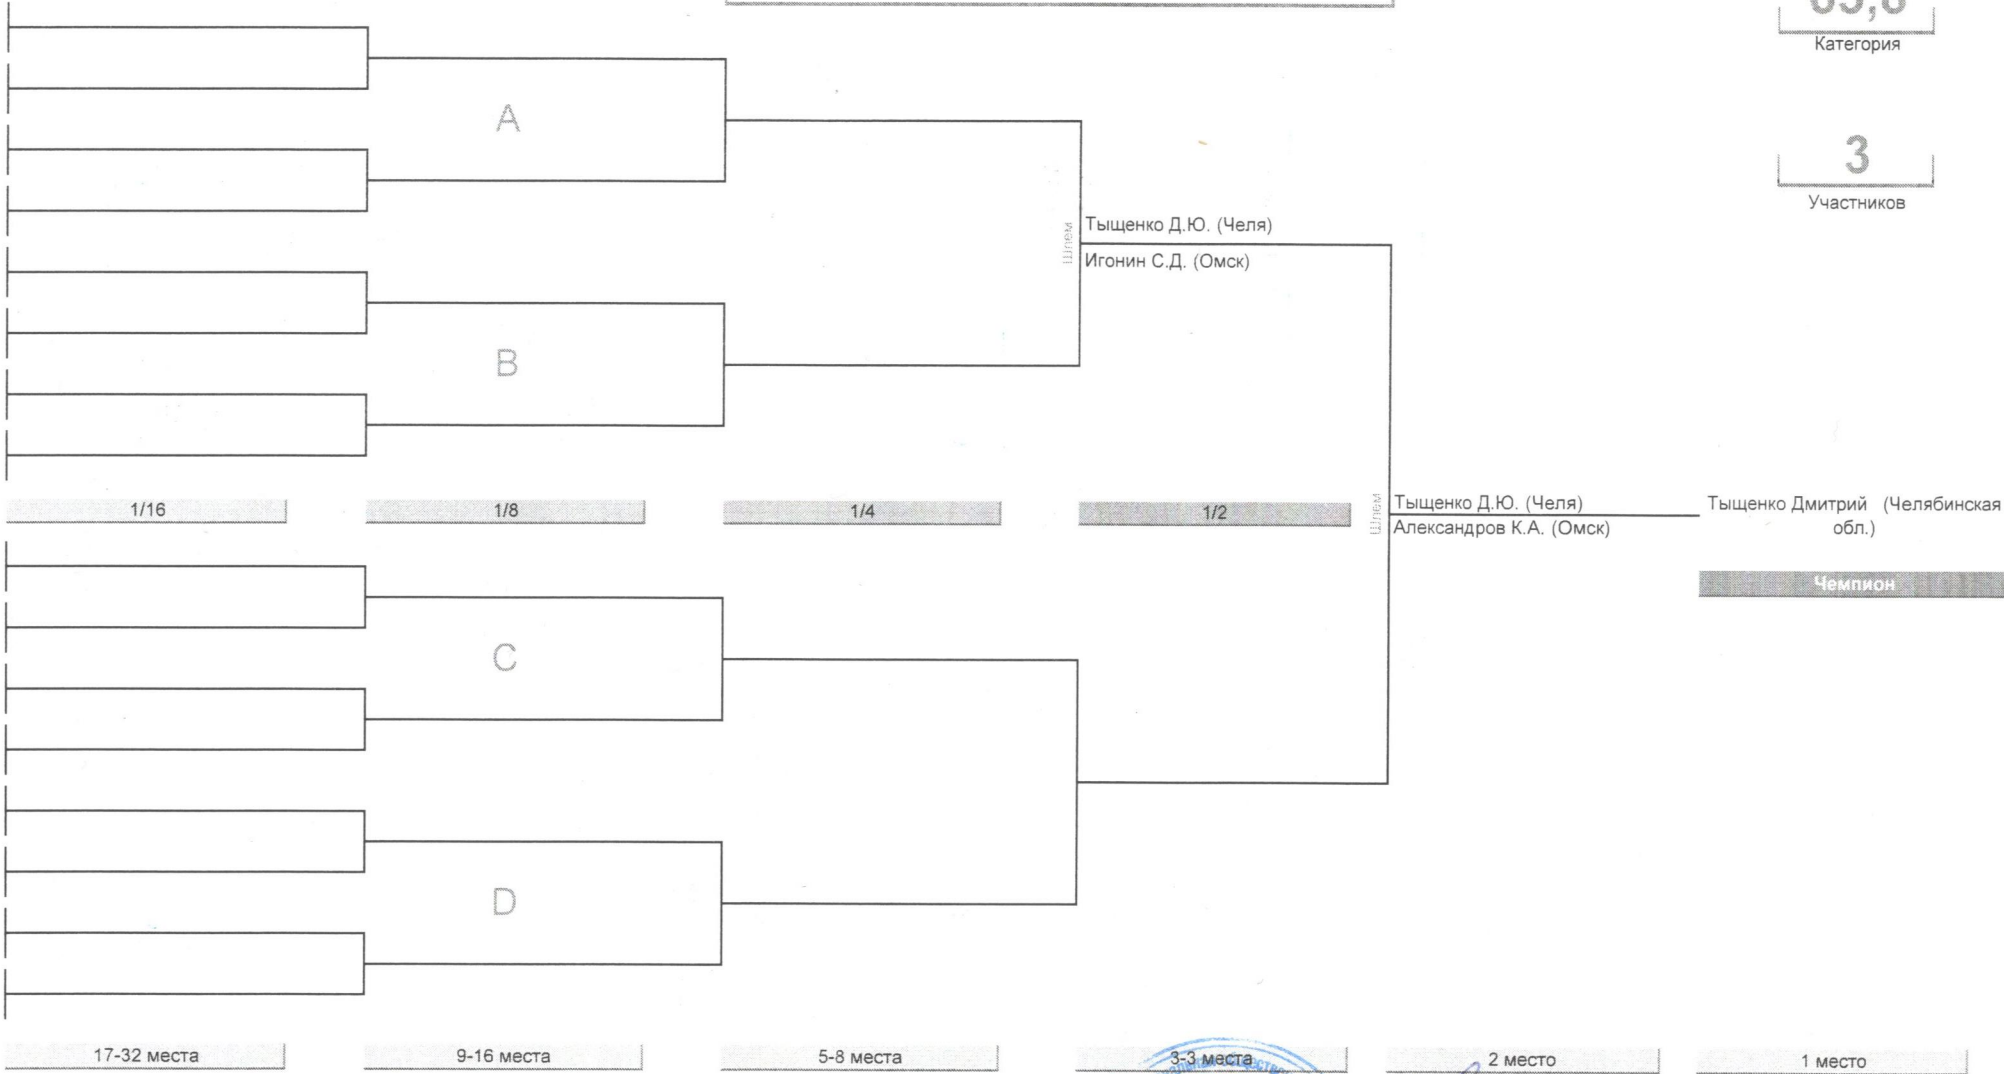 Категория
A
3
Участников
Шлем
Тыщенко Д.Ю. (Челя)
Игонин С.Д. (Омск)
B
1/16
1/8
1/4
1/2
Шлем
Тыщенко Д.Ю. (Челя)
Александров К.А. (Омск)
Тыщенко Дмитрий (Челябинская
обл.)
Чемпион
C
D
17-32 места
9-16 места
5-8 места
3-3 места
2 место
1 место